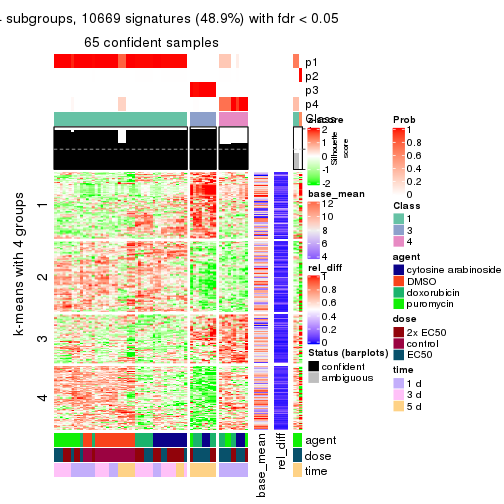 subgroups, 10669 signatures (48.9%) with fdr < 0.05
65 confident samples
p1
p2
p3
p4
Class
Silhouette
score
k-means with 4 groups
1
2
3
4
z-score
2
1
0
-1
-2
base_mean
12
10
8
6
4
rel_diff
1
0.8
0.6
0.4
0.2
0
Status (barplots)
confident
ambiguous
Prob
1
0.8
0.6
0.4
0.2
0
Class
1
3
4
agent
cytosine arabinoside
DMSO
doxorubicin
puromycin
dose
2x EC50
control
EC50
time
1 d
3 d
5 d
agent
dose
time
base_mean
rel_diff